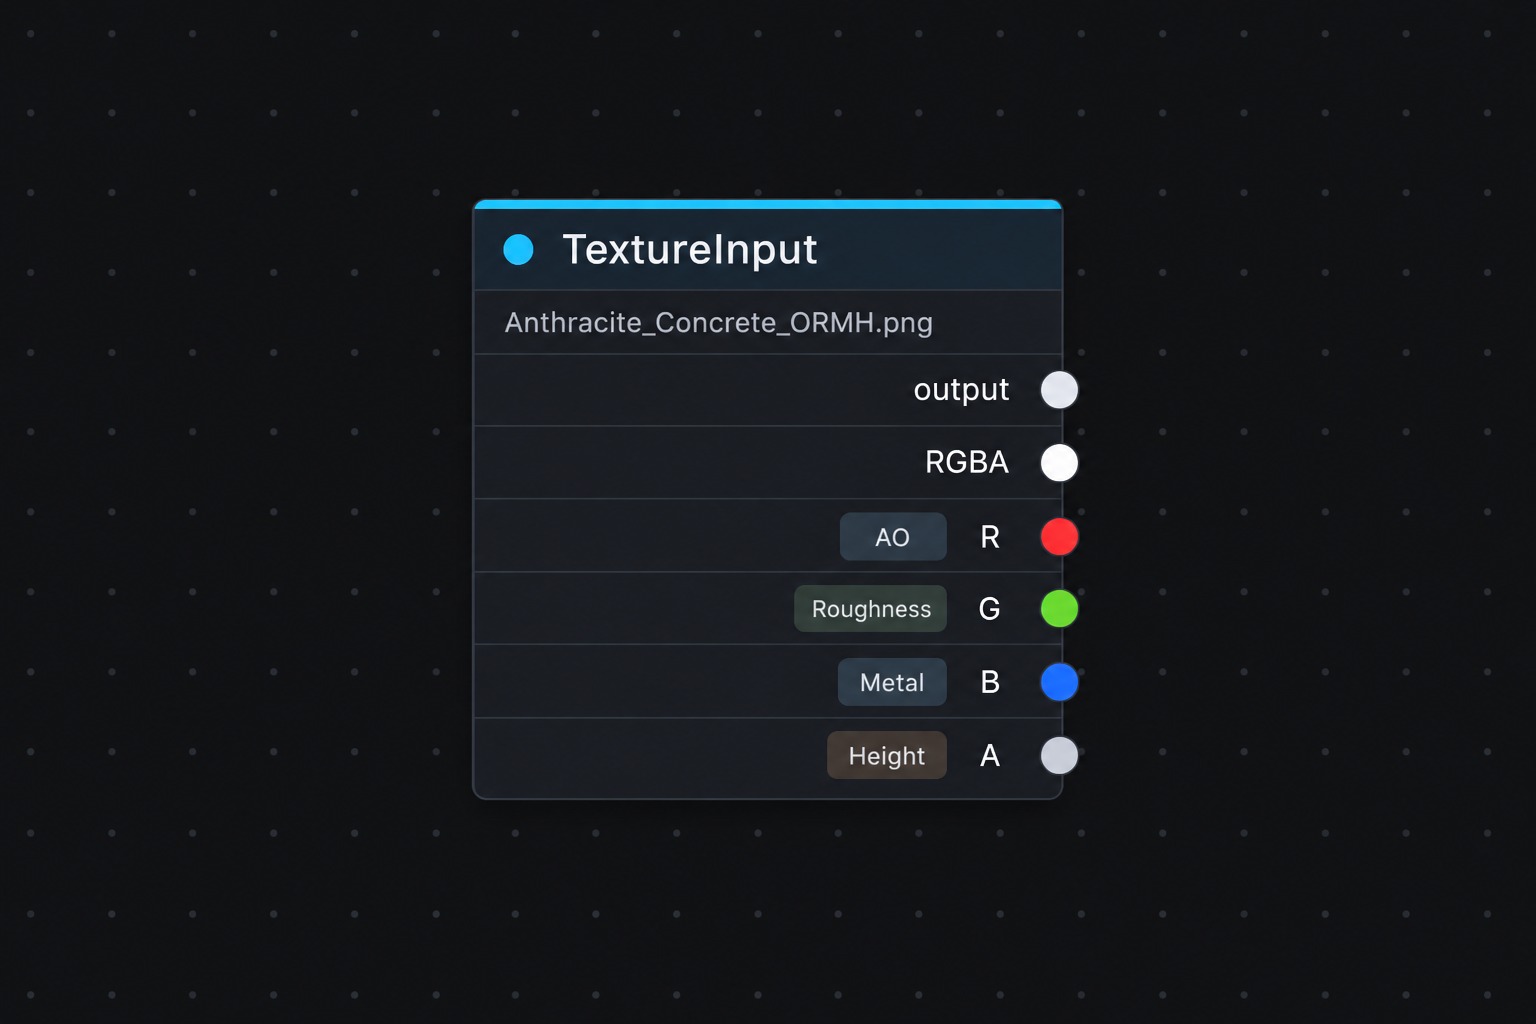 TextureInput
Anthracite_Concrete_ORMH.png
output
RGBA
AO R
Roughness G
Metal B
Height A